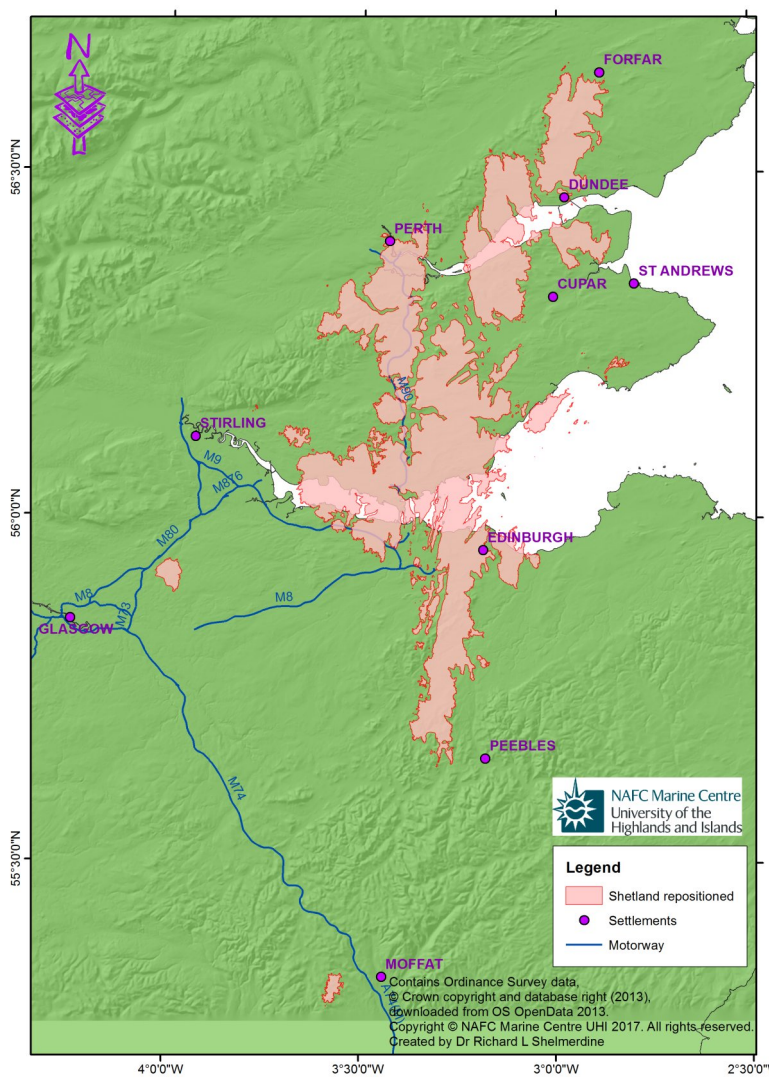 N
FORFAR
56°30'0"N
DUNDEE
PERTH
ST ANDREWS
CUPAR
M90
STIRLING
M9
M876
56°0'0"N
M80
EDINBURGH
M8
M8
M73
GLASGOW
PEEBLES
M74
NAFC Marine Centre
University of the
Highlands and Islands
55°30'0"N
Legend
Shetland repositioned
Settlements
Motorway
MOFFAT
Contains Ordinance Survey data,
© Crown copyright and database right (2013),
downloaded from OS OpenData 2013.
Copyright © NAFC Marine Centre UHI 2017. All rights reserved.
Created by Dr Richard L Shelmerdine
4°0'0"W
3°30'0"W
3°0'0"W
2°30'0"W